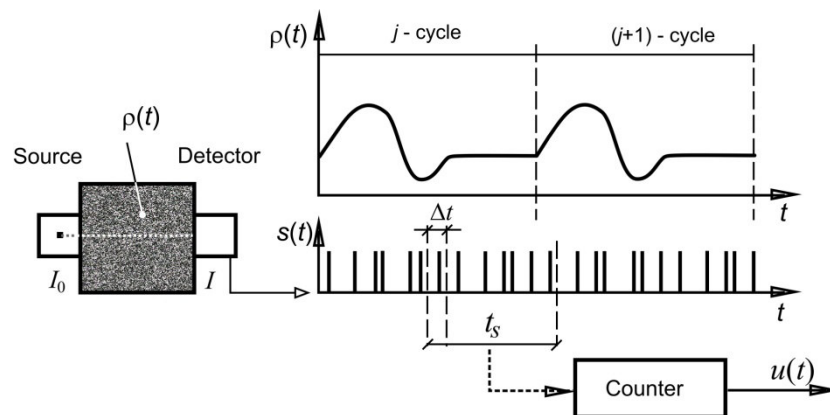 ρ(t)
j - cycle
(j+1) - cycle
ρ(t)
Source
Detector
t
Δt
s(t)
I₀
I
t
tₛ
Counter
u(t)